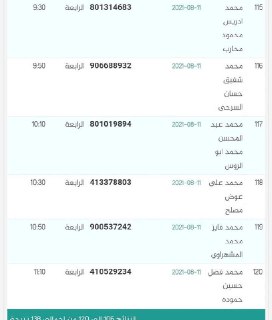 115 محمد 2021-08-11 801314683 الرابعة 9:30
ادريس
محمود
محارب
116 محمد 2021-08-11 906688932 الرابعة 9:50
شفيق
حسان
السرحي
117 محمد عبد 2021-08-11 801019894 الرابعة 10:10
المحسن
محمد ابو
الروس
118 محمد علي 2021-08-11 413378803 الرابعة 10:30
عوض
مصلح
119 محمد فايز 2021-08-11 900537242 الرابعة 10:50
محمد
المشهراوي
120 محمد فضل 2021-08-11 410529234 الرابعة 11:10
حسين
حمودة